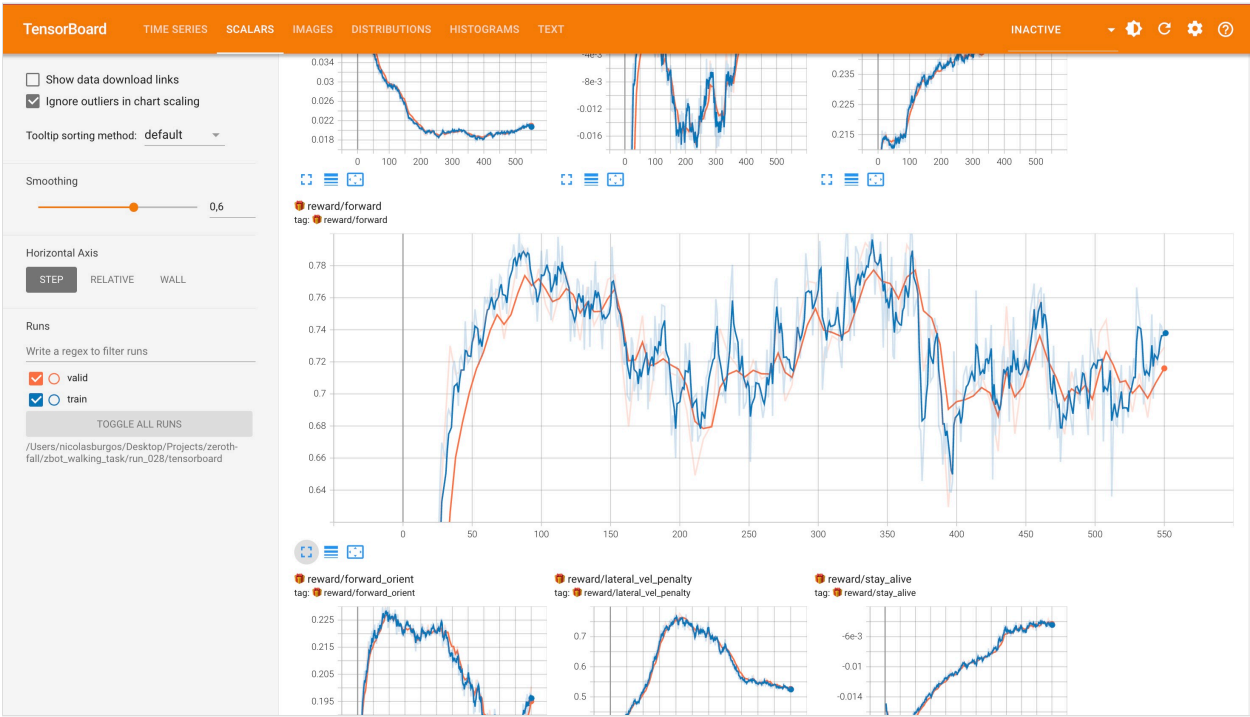 TensorBoard TIME SERIES SCALARS IMAGES DISTRIBUTIONS HISTOGRAMS TEXT INACTIVE
Show data download links
Ignore outliers in chart scaling
Tooltip sorting method: default
Smoothing
0,6
Horizontal Axis
STEP RELATIVE WALL
Runs
Write a regex to filter runs
valid
train
TOGGLE ALL RUNS
/Users/nicolasburgos/Desktop/Projects/zeroth-
fall/zbot_walking_task/run_028/tensorboard
0.034
0.03
0.026
0.022
0.018
0 100 200 300 400 500
-8e-3
-0.012
-0.016
0 100 200 300 400 500
0.235
0.225
0.215
0 100 200 300 400 500
reward/forward
tag: reward/forward
0.78
0.76
0.74
0.72
0.7
0.68
0.66
0.64
0 50 100 150 200 250 300 350 400 450 500 550
reward/forward_orient
tag: reward/forward_orient
0.225
0.215
0.205
0.195
reward/lateral_vel_penalty
tag: reward/lateral_vel_penalty
0.7
0.6
0.5
reward/stay_alive
tag: reward/stay_alive
-6e-3
-0.01
-0.014